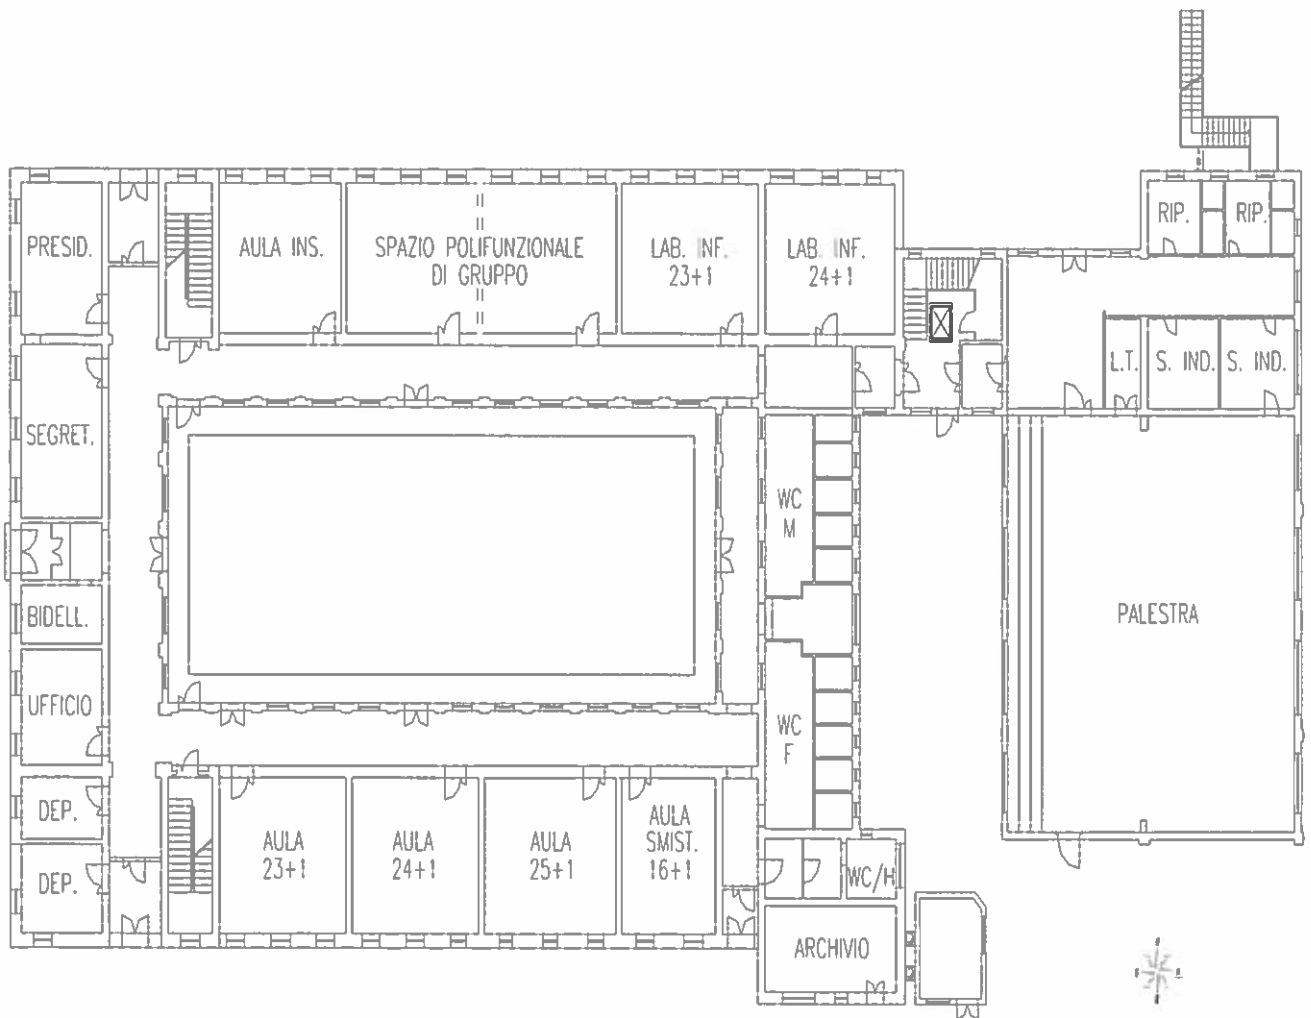 RIP.
RIP.
PRESID.
AULA INS.
SPAZIO POLIFUNZIONALE
DI GRUPPO
LAB. INF.
23+1
LAB. INF.
24+1
L.T.
S. IND.
S. IND.
SEGRET.
WC
M
BIDELL.
PALESTRA
UFFICIO
WC
F
DEP.
AULA
23+1
AULA
24+1
AULA
25+1
AULA
SMIST.
16+1
DEP.
WC/H
ARCHIVIO